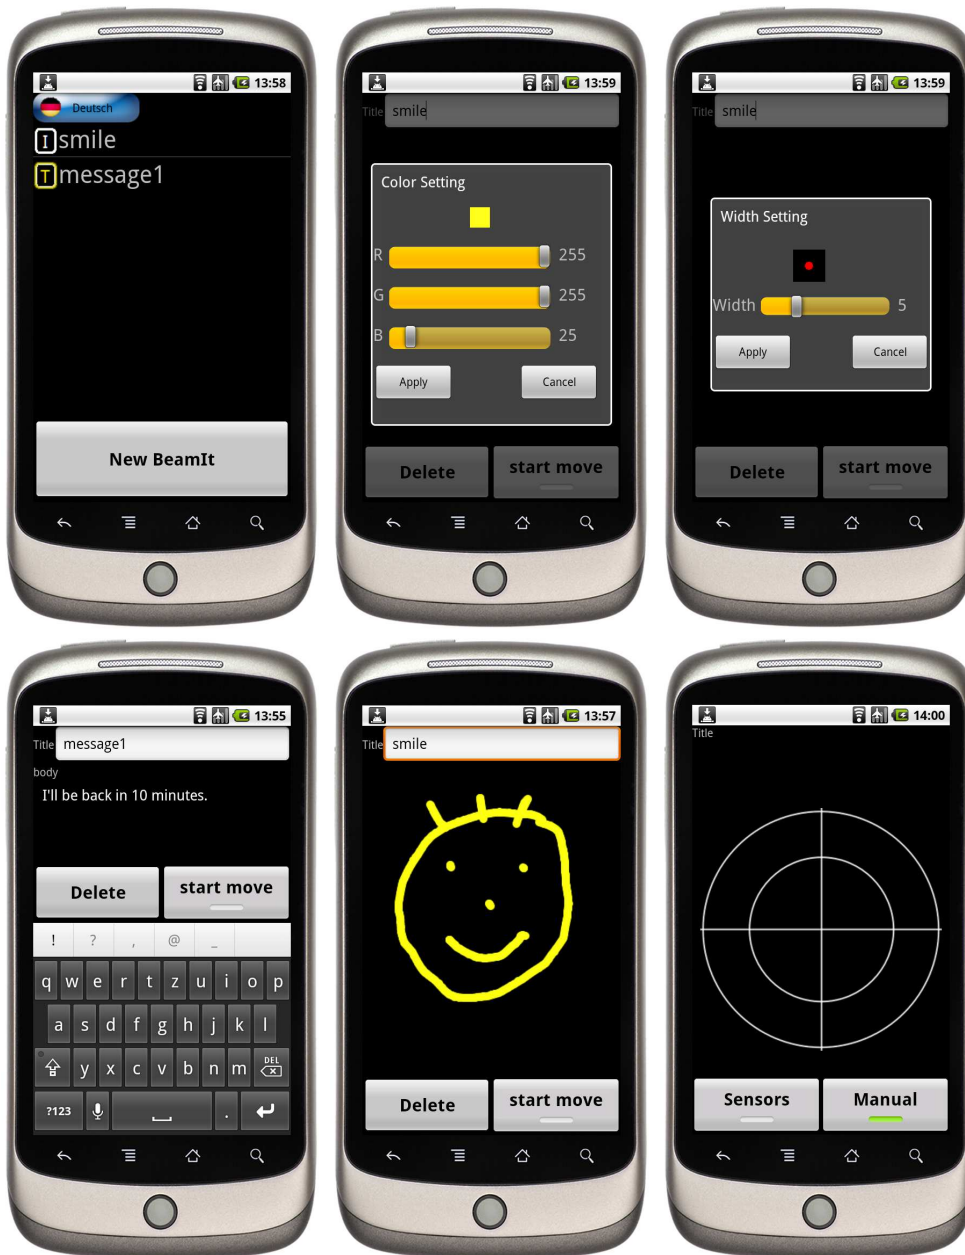 13:58
Deutsch
I smile
T message1
New BeamIt
13:59
Title smile
Color Setting
R 255
G 255
B 25
Apply Cancel
Delete start move
13:59
Title smile
Width Setting
Width 5
Apply Cancel
Delete start move
13:55
Title message1
body
I'll be back in 10 minutes.
Delete start move
! ? , @ _
q w e r t z u i o p
a s d f g h j k l
y x c v b n m DEL
?123 .
13:57
Title smile
Delete start move
14:00
Title
Sensors Manual